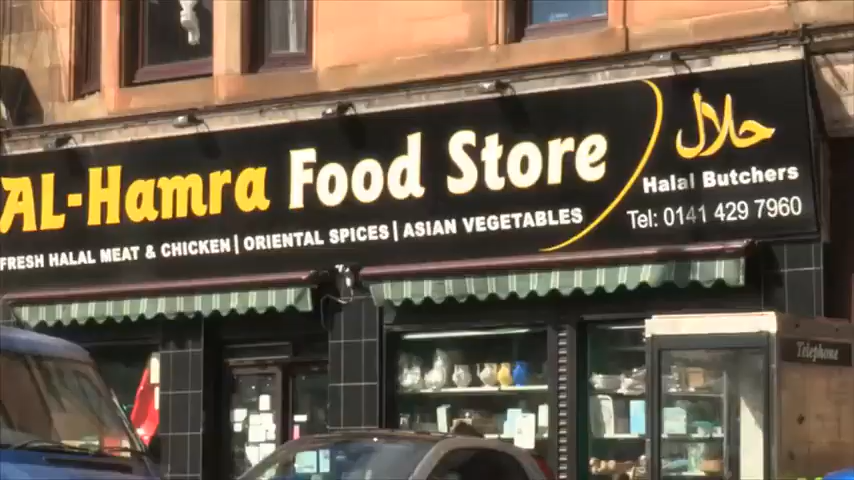 AL-Hamra Food Store
حلال
Halal Butchers
FRESH HALAL MEAT & CHICKEN | ORIENTAL SPICES | ASIAN VEGETABLES
Tel: 0141 429 7960
Telephone